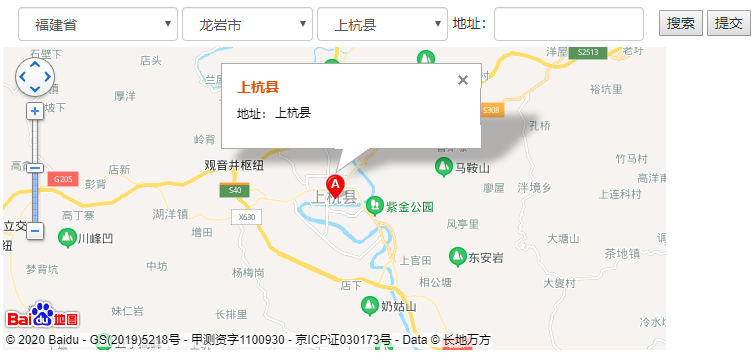 福建省 龙岩市 上杭县 地址： 搜索 提交
石壁下 店头 洋屋 S2513 老圩
上杭县
地址：上杭县
厚洋 裕坑里
坡下 S308
孔桥
岭背
观音井枢纽 马鞍山 竹马村
高 店新
G205 彭背 S40 A 廖屋 垟境乡 高洋南
上杭县 上连科村
高丁寨 湖洋镇 X630 紫金公园
立交 增田 风亭里
川峰凹 大塘山
上官田 东安岩 茶地镇
梦背坑 中坊 杨梅岗
店下 相公塘 大燮村
妹仁岩 长排里 奶姑山 冷水坑
Bai du 地图
© 2020 Baidu - GS(2019)5218号 - 甲测资字1100930 - 京ICP证030173号 - Data © 长地万方